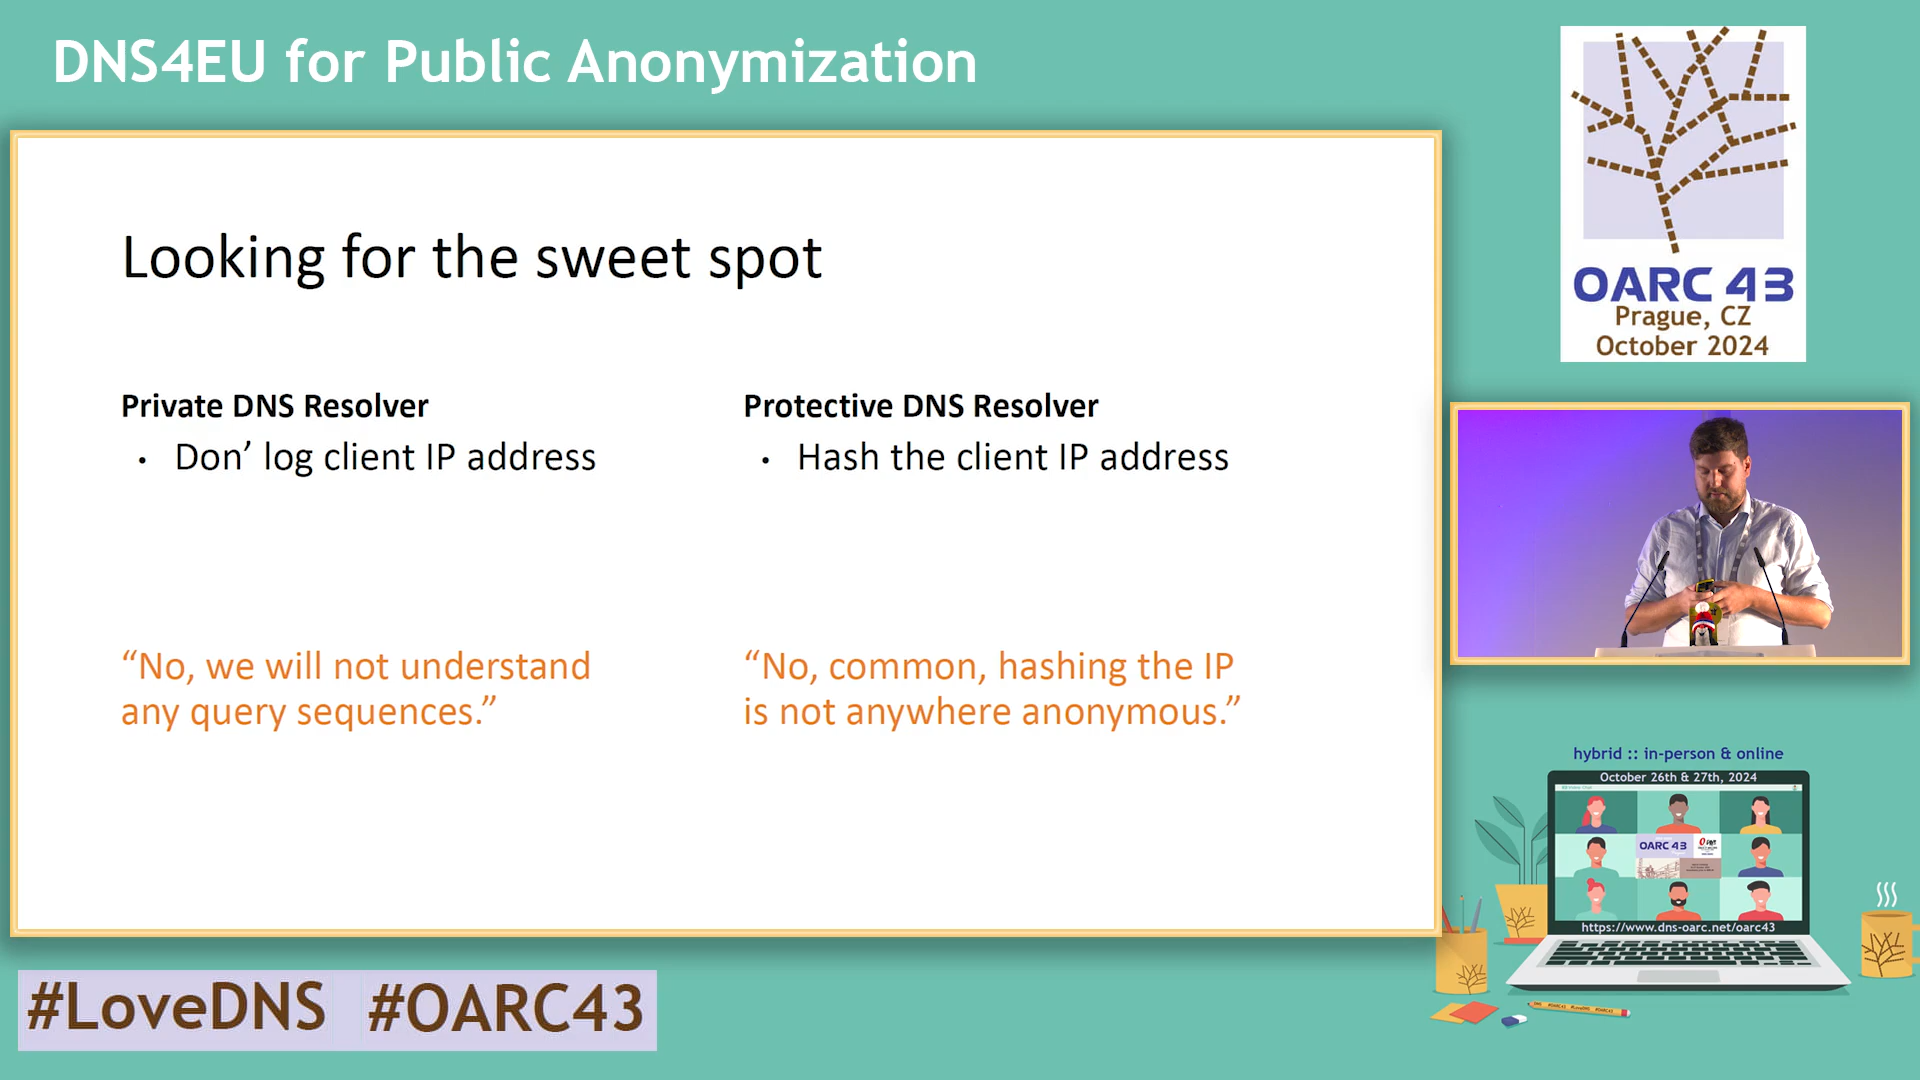 DNS4EU for Public Anonymization
Looking for the sweet spot
Private DNS Resolver
• Don’ log client IP address
“No, we will not understand
any query sequences.”
Protective DNS Resolver
• Hash the client IP address
“No, common, hashing the IP
is not anywhere anonymous.”
OARC 43
Prague, CZ
October 2024
hybrid :: in-person & online
October 26th & 27th, 2024
OARC 43
https://www.dns-oarc.net/oarc43
#LoveDNS #OARC43